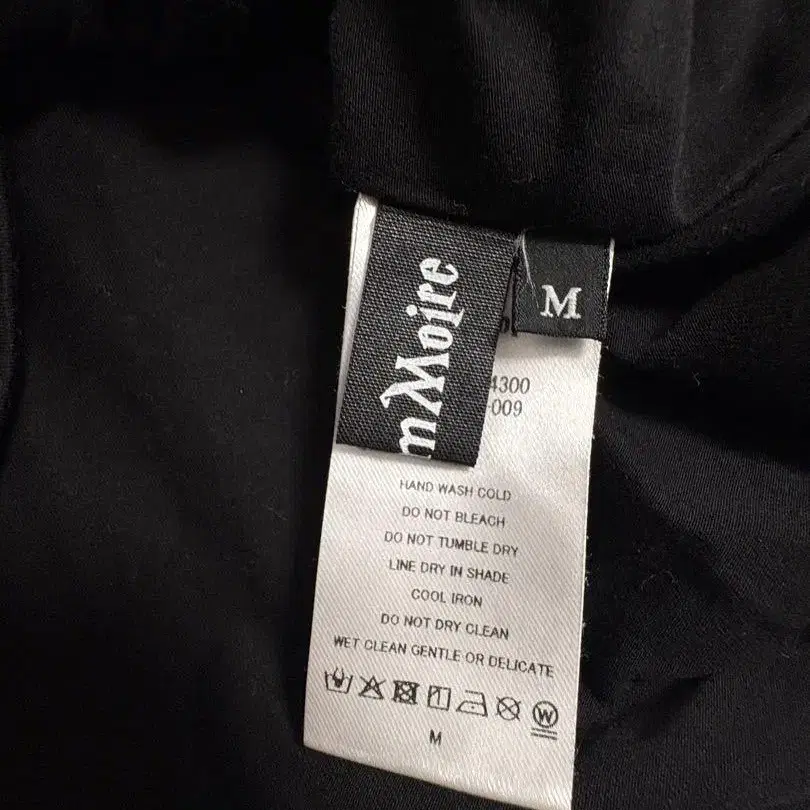 mMoire
M
4300
-009
HAND WASH COLD
DO NOT BLEACH
DO NOT TUMBLE DRY
LINE DRY IN SHADE
COOL IRON
DO NOT DRY CLEAN
WET CLEAN GENTLE OR DELICATE
W
M